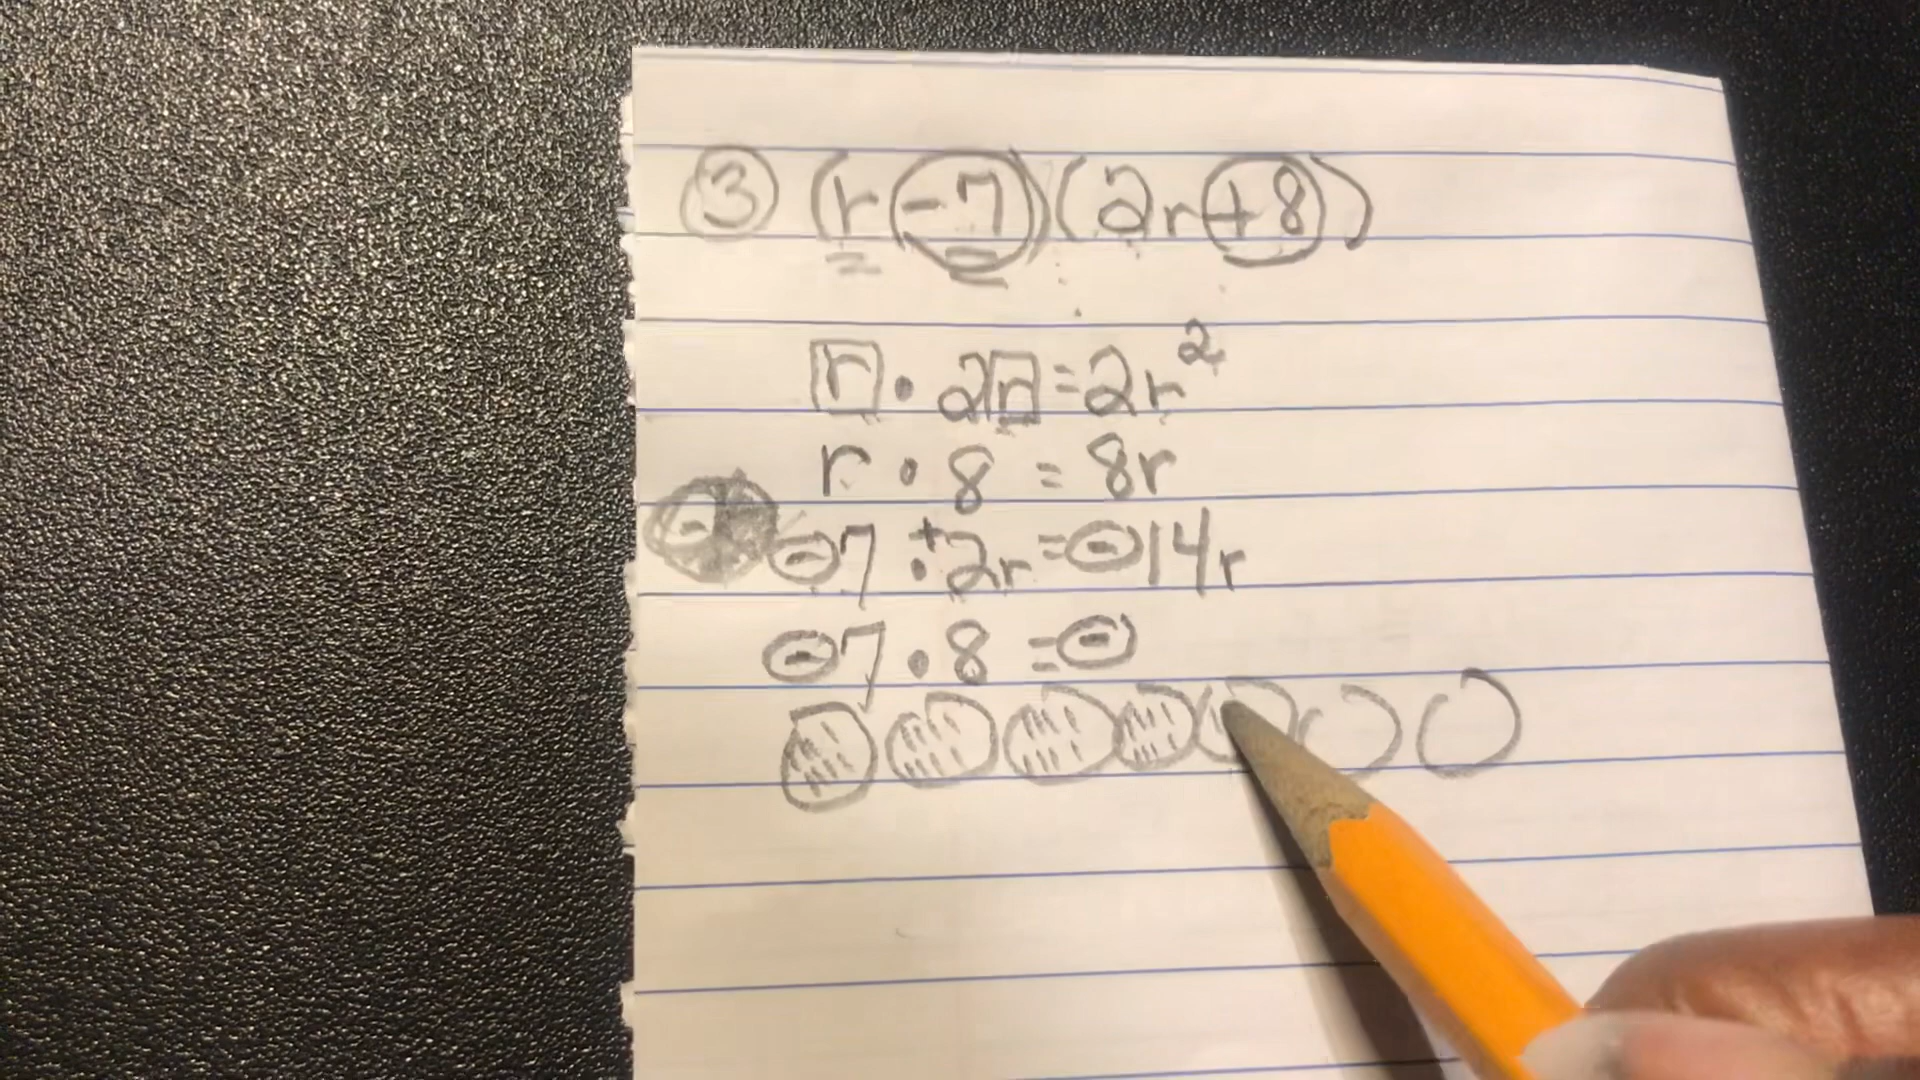 ③ (r-7)(2r+8)
r • 2r = 2r²
r • 8 = 8r
-7 • +2r = -14r
-7 • 8 = -